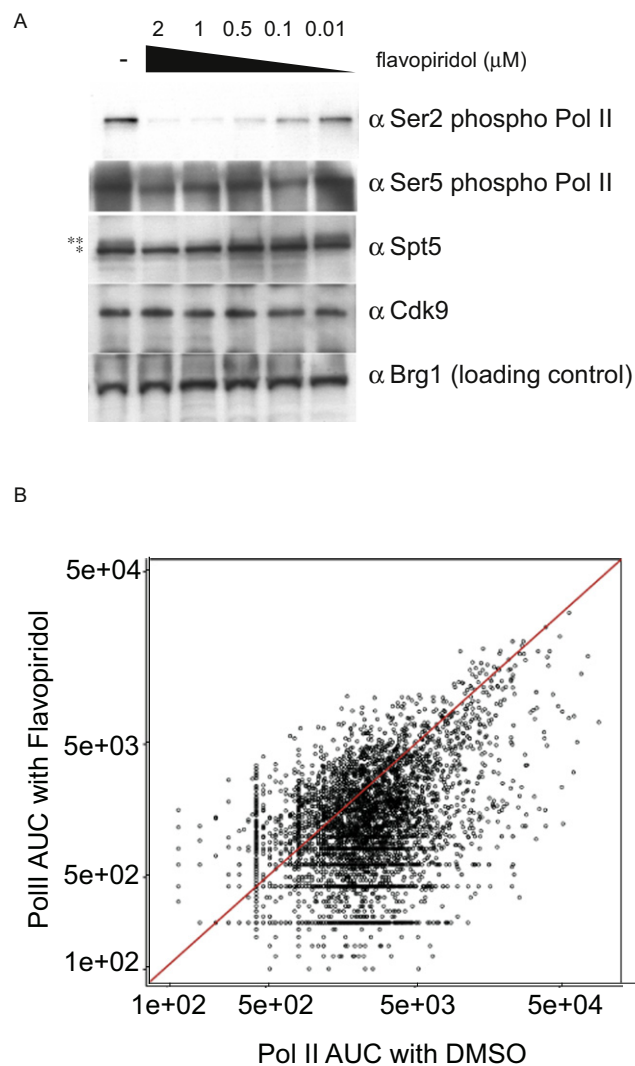 A
2 1 0.5 0.1 0.01
- flavopiridol (µM)
α Ser2 phospho Pol II
α Ser5 phospho Pol II
**
*
α Spt5
α Cdk9
α Brg1 (loading control)
B
PolII AUC with Flavopiridol
5e+04
5e+03
5e+02
1e+02
1e+02 5e+02 5e+03 5e+04
Pol II AUC with DMSO